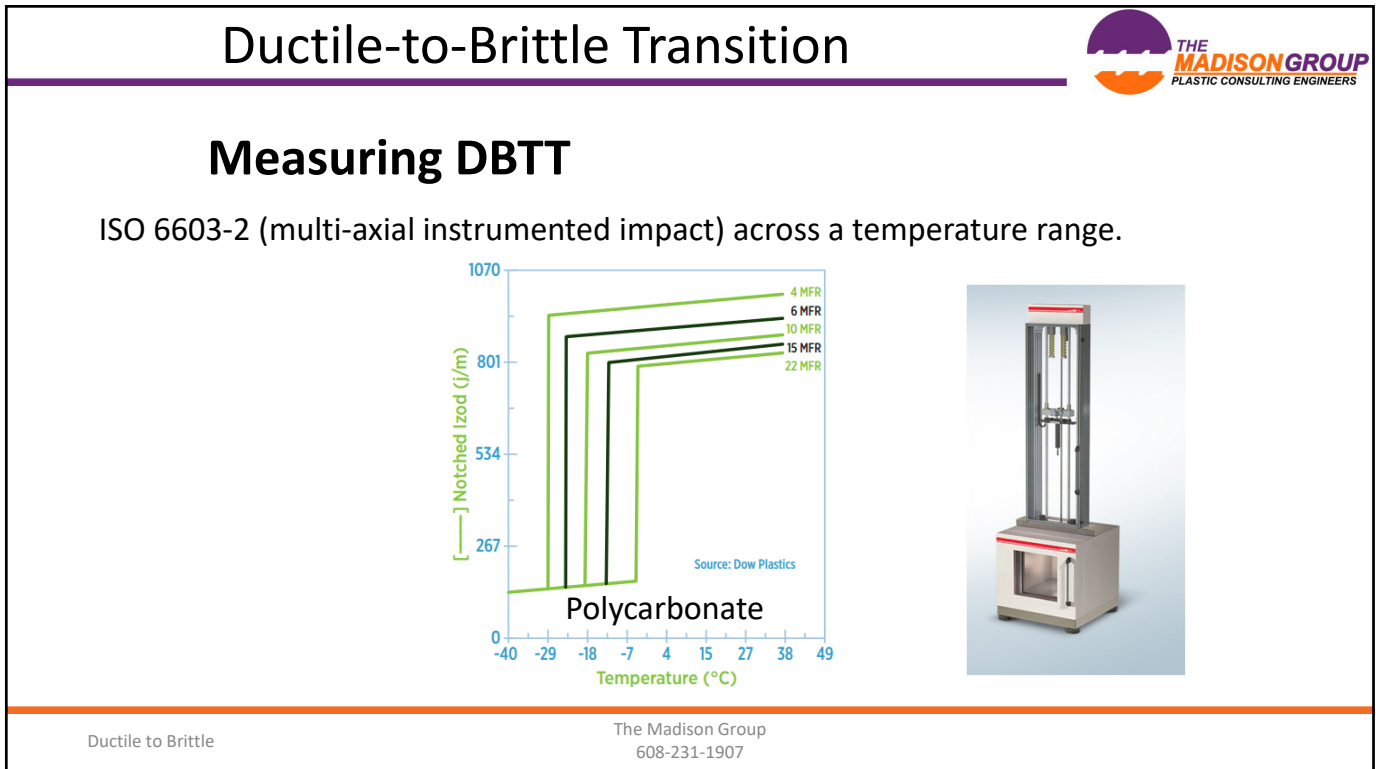 Ductile-to-Brittle Transition
THE
MADISON GROUP
PLASTIC CONSULTING ENGINEERS
Measuring DBTT
ISO 6603-2 (multi-axial instrumented impact) across a temperature range.
[——] Notched Izod (j/m)
1070
801
534
267
0
4 MFR
6 MFR
10 MFR
15 MFR
22 MFR
Source: Dow Plastics
Polycarbonate
-40 -29 -18 -7 4 15 27 38 49
Temperature (°C)
Ductile to Brittle
The Madison Group
608-231-1907